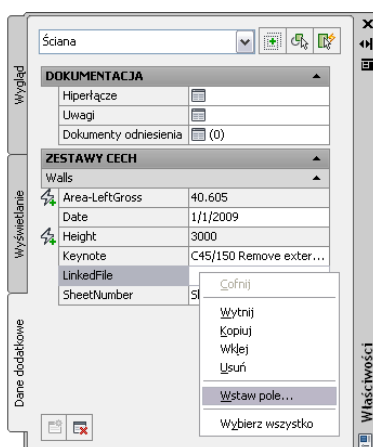 Ściana
DOKUMENTACJA
Hiperłącze
Uwagi
Dokumenty odniesienia (0)
ZESTAWY CECH
Walls
Area-LeftGross 40.605
Date 1/1/2009
Height 3000
Keynote C45/150 Remove exter...
LinkedFile
SheetNumber
Cofnij
Wytnij
Kopiuj
Wklej
Usuń
Wstaw pole...
Wybierz wszystko
Wygląd
Wyświetlanie
Dane dodatkowe
Właściwości